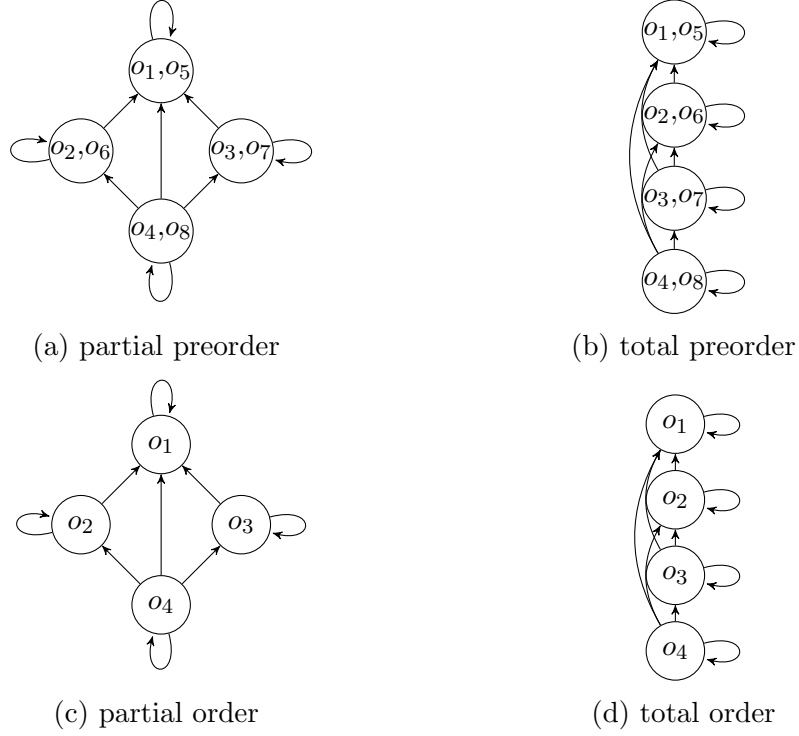 o₁,o₅
o₂,o₆
o₃,o₇
o₄,o₈
(a) partial preorder
o₁,o₅
o₂,o₆
o₃,o₇
o₄,o₈
(b) total preorder
o₁
o₂
o₃
o₄
(c) partial order
o₁
o₂
o₃
o₄
(d) total order